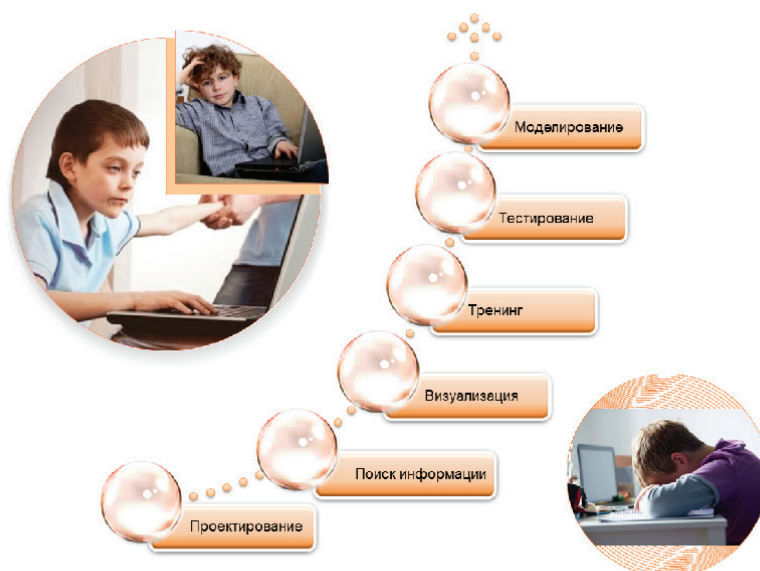 Моделирование
Тестирование
Тренинг
Визуализация
Поиск информации
Проектирование